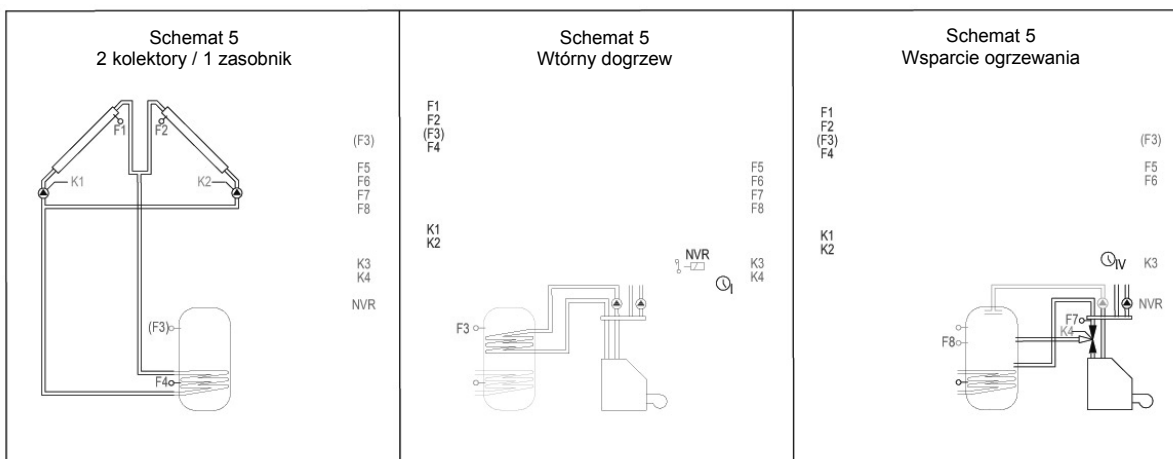 Schemat 5
2 kolektory / 1 zasobnik
F1
F2
(F3)
F5
F6
F7
F8
K1
K2
K3
K4
NVR
(F3)
F4
Schemat 5
Wtórny dogrzew
F1
F2
(F3)
F4
F5
F6
F7
F8
K1
K2
NVR
K3
K4
I
F3
Schemat 5
Wsparcie ogrzewania
F1
F2
(F3)
F4
(F3)
F5
F6
K1
K2
IV
K3
NVR
F7
K4
F8